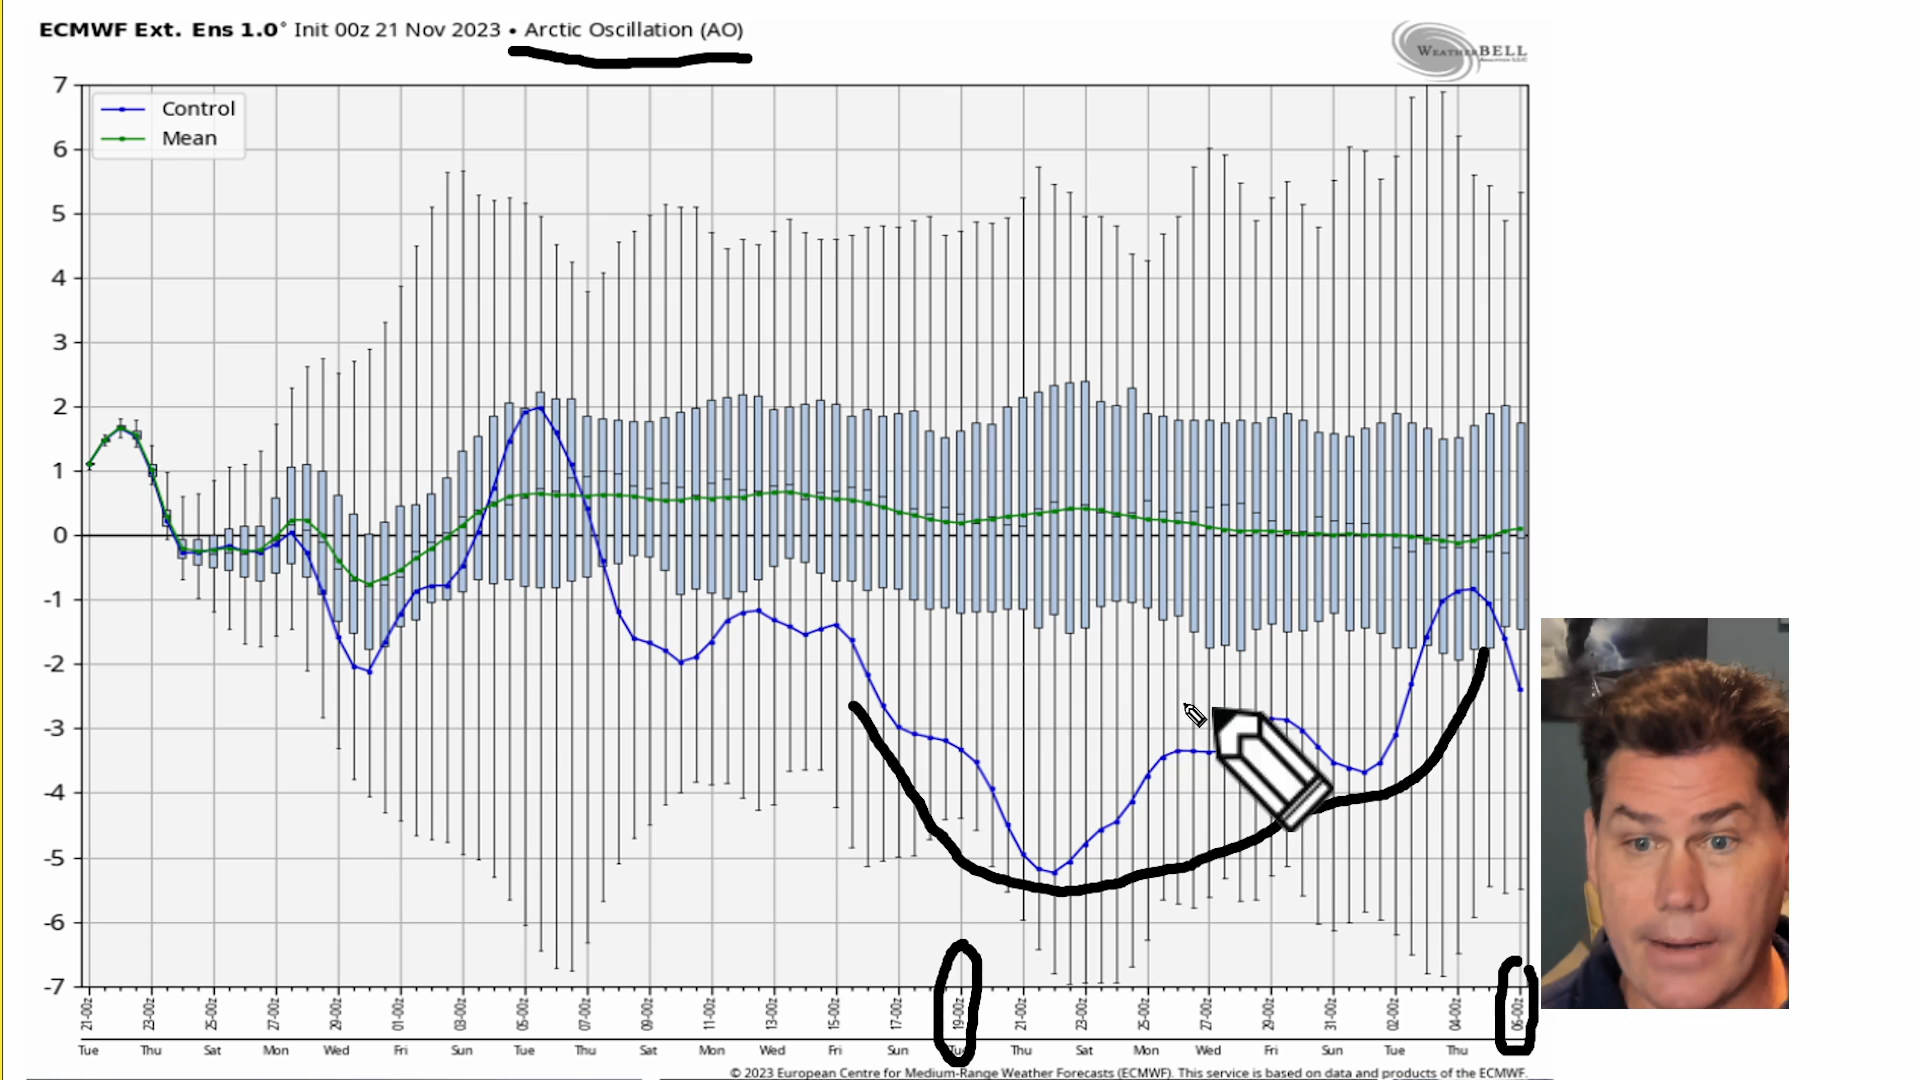 ECMWF Ext. Ens 1.0° Init 00z 21 Nov 2023 • Arctic Oscillation (AO)
WEATHERBELL
Control
Mean
7
6
5
4
3
2
1
0
-1
-2
-3
-4
-5
-6
-7
21-00z 23-00z 25-00z 27-00z 29-00z 01-00z 03-00z 05-00z 07-00z 09-00z 11-00z 13-00z 15-00z 17-00z 19-00z 21-00z 23-00z 25-00z 27-00z 29-00z 31-00z 02-00z 04-00z 06-00z
Tue Thu Sat Mon Wed Fri Sun Tue Thu Sat Mon Wed Fri Sun Tue Thu Sat Mon Wed Fri Sun Tue Thu
© 2023 European Centre for Medium-Range Weather Forecasts (ECMWF). This service is based on data and products of the ECMWF.